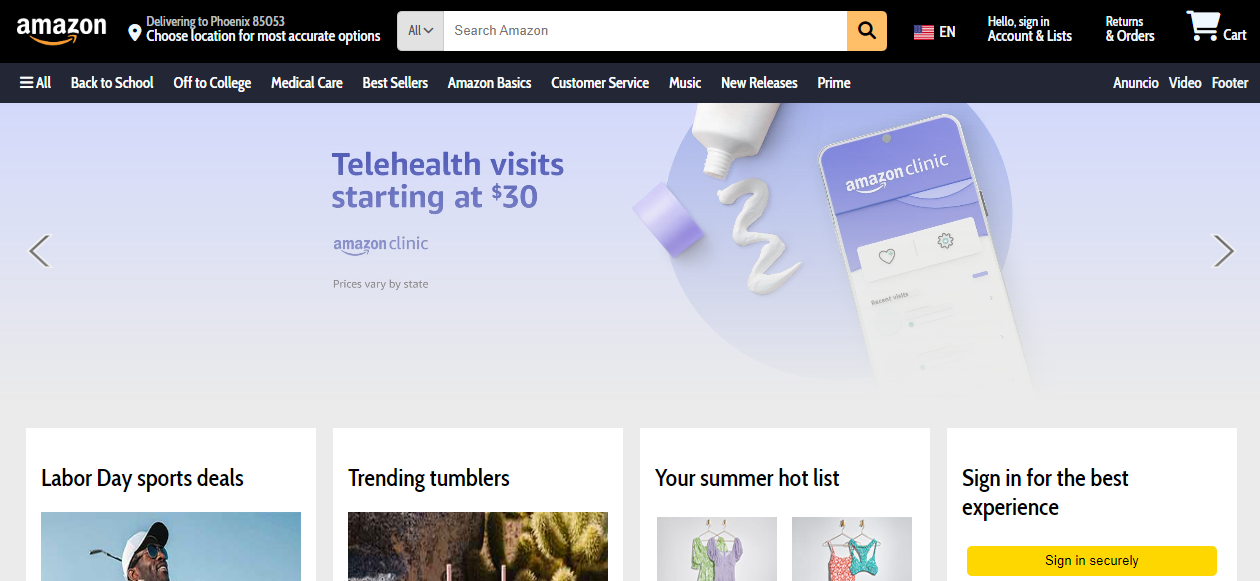 amazon
Delivering to Phoenix 85053
Choose location for most accurate options
All
Search Amazon
EN
Hello, sign in
Account & Lists
Returns
& Orders
Cart
All Back to School Off to College Medical Care Best Sellers Amazon Basics Customer Service Music New Releases Prime Anuncio Video Footer
Telehealth visits
starting at $30
amazon clinic
Prices vary by state
amazon clinic
Recent visits
Labor Day sports deals
Trending tumblers
Your summer hot list
Sign in for the best
experience
Sign in securely